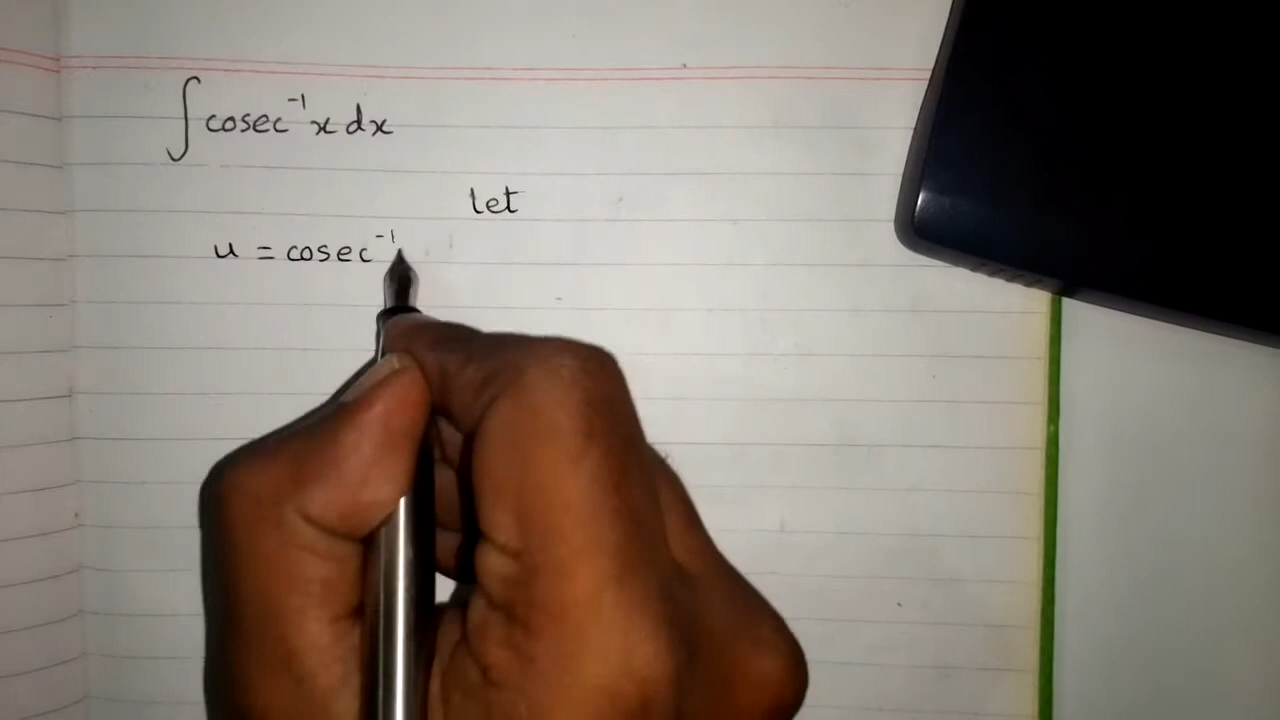 ∫ cosec⁻¹x dx
let
u = cosec⁻¹